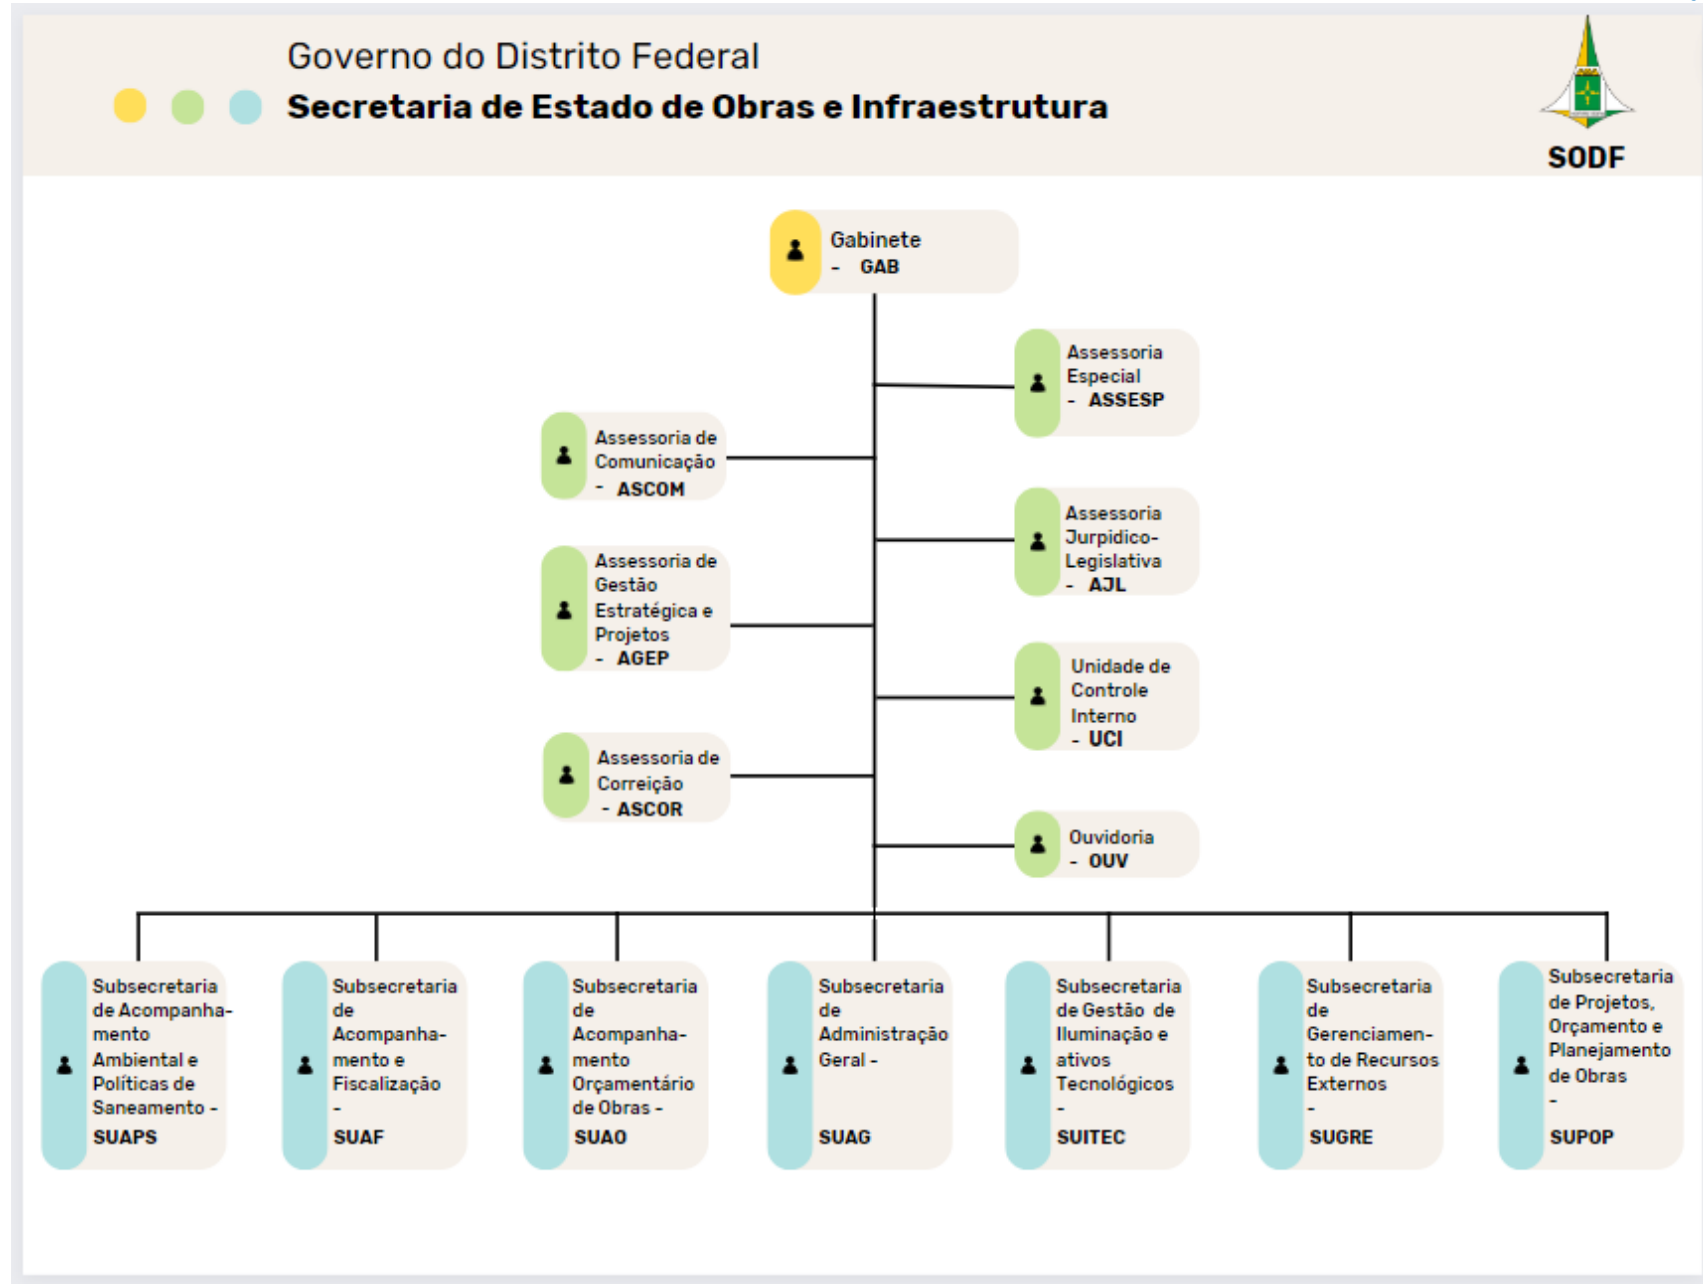 Governo do Distrito Federal
Secretaria de Estado de Obras e Infraestrutura
SODF
Gabinete
- GAB
Assessoria
Especial
- ASSESP
Assessoria de
Comunicação
- ASCOM
Assessoria
Jurpidico-
Legislativa
- AJL
Assessoria de
Gestão
Estratégica e
Projetos
- AGEP
Unidade de
Controle
Interno
- UCI
Assessoria de
Correição
- ASCOR
Ouvidoria
- OUV
Subsecretaria
de Acompanha-
mento
Ambiental e
Políticas de
Saneamento -
SUAPS
Subsecretaria
de
Acompanha-
mento e
Fiscalização
-
SUAF
Subsecretaria
de
Acompanha-
mento
Orçamentário
de Obras -
SUAO
Subsecretaria
de
Administração
Geral -
SUAG
Subsecretaria
de Gestão de
Iluminação e
ativos
Tecnológicos
-
SUITEC
Subsecretaria
de
Gerenciamen-
to de Recursos
Externos
-
SUGRE
Subsecretaria
de Projetos,
Orçamento e
Planejamento
de Obras
-
SUPOP